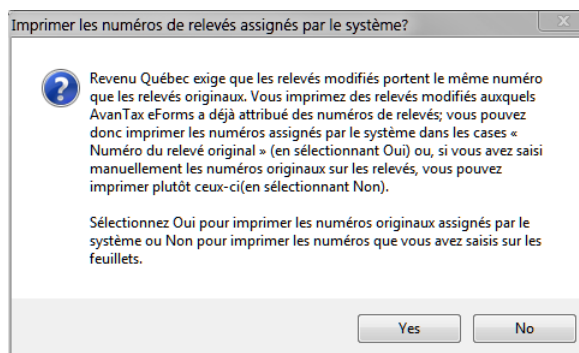 Imprimer les numéros de relevés assignés par le système?
Revenu Québec exige que les relevés modifiés portent le même numéro
que les relevés originaux. Vous imprimez des relevés modifiés auxquels
AvanTax eForms a déjà attribué des numéros de relevés; vous pouvez
donc imprimer les numéros assignés par le système dans les cases «
Numéro du relevé original » (en sélectionnant Oui) ou, si vous avez saisi
manuellement les numéros originaux sur les relevés, vous pouvez
imprimer plutôt ceux-ci(en sélectionnant Non).
Sélectionnez Oui pour imprimer les numéros originaux assignés par le
système ou Non pour imprimer les numéros que vous avez saisis sur les
feuillets.
Yes No